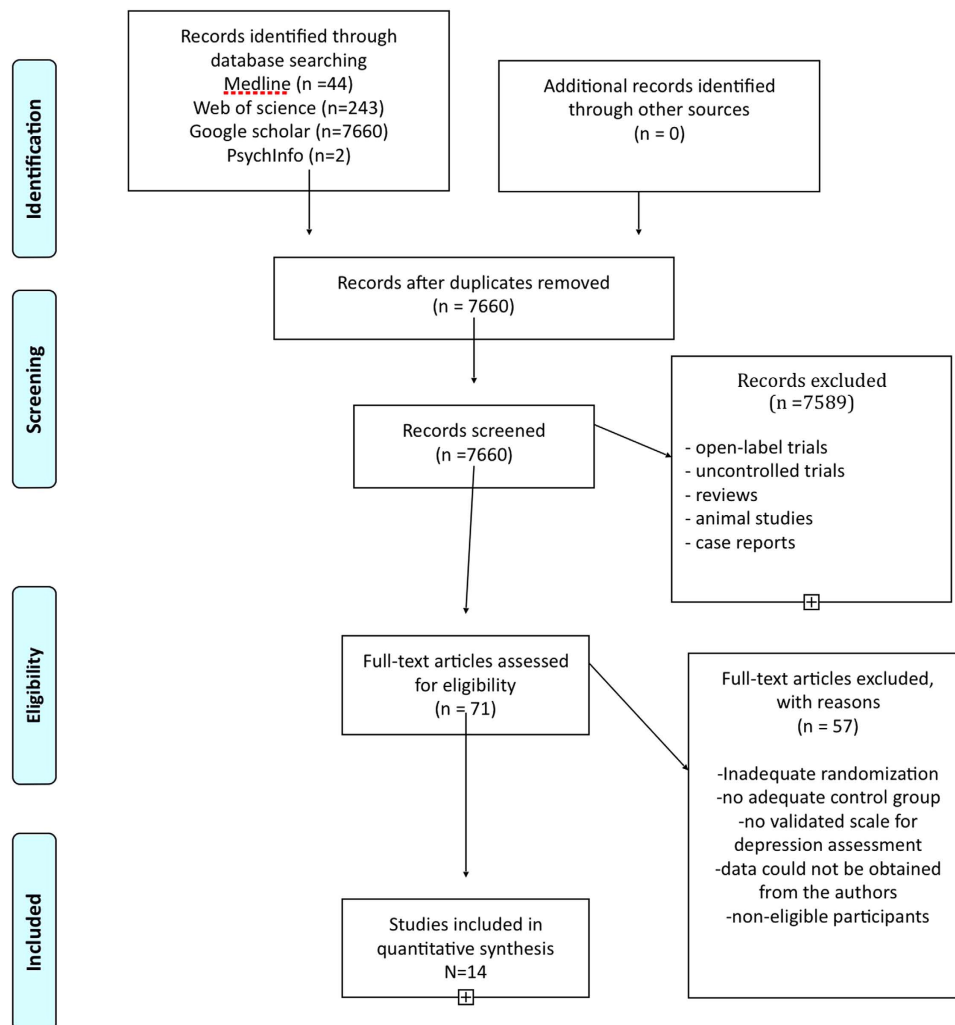 Identification
Records identified through
database searching
Medline (n =44)
Web of science (n=243)
Google scholar (n=7660)
PsychInfo (n=2)
Additional records identified
through other sources
(n = 0)
Records after duplicates removed
(n = 7660)
Screening
Records screened
(n =7660)
Records excluded
(n =7589)
- open-label trials
- uncontrolled trials
- reviews
- animal studies
- case reports
Eligibility
Full-text articles assessed
for eligibility
(n = 71)
Full-text articles excluded,
with reasons
(n = 57)
-Inadequate randomization
-no adequate control group
-no validated scale for
depression assessment
-data could not be obtained
from the authors
-non-eligible participants
Included
Studies included in
quantitative synthesis
N=14